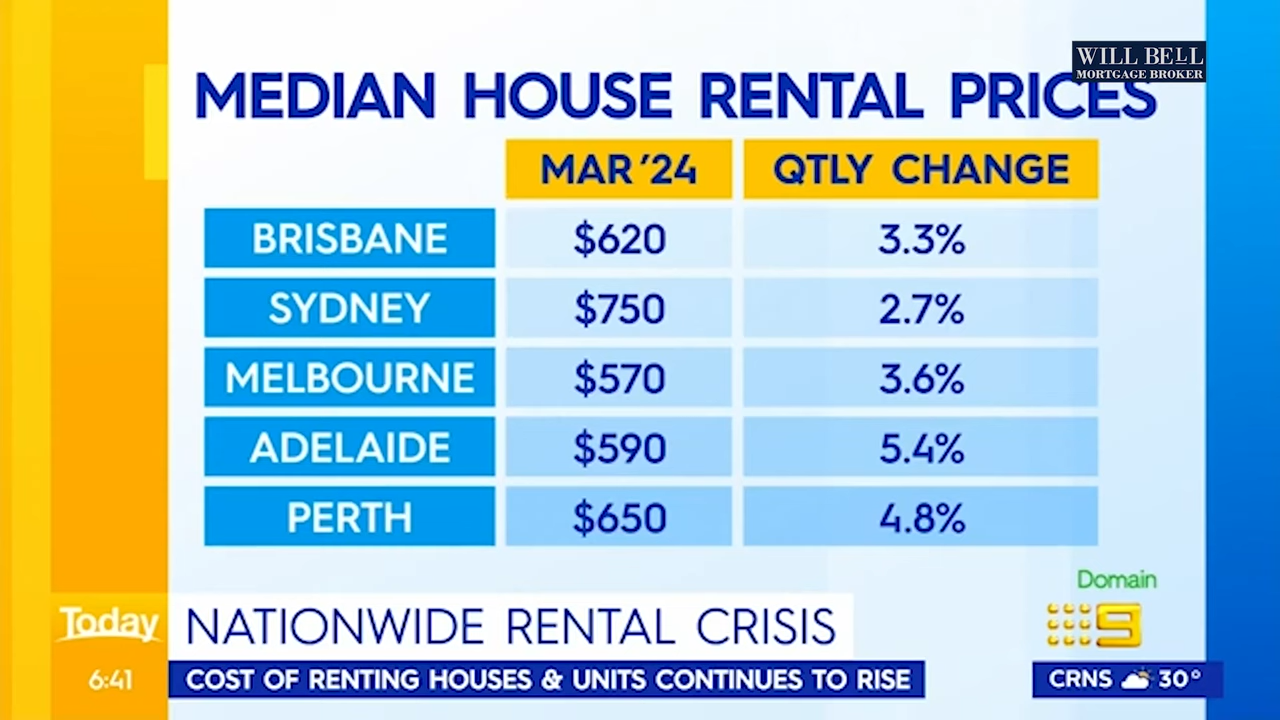 WILL BELL
MORTGAGE BROKER
MEDIAN HOUSE RENTAL PRICES
MAR '24 QTLY CHANGE
BRISBANE $620 3.3%
SYDNEY $750 2.7%
MELBOURNE $570 3.6%
ADELAIDE $590 5.4%
PERTH $650 4.8%
Domain
Today NATIONWIDE RENTAL CRISIS 9
6:41 COST OF RENTING HOUSES & UNITS CONTINUES TO RISE CRNS 30°